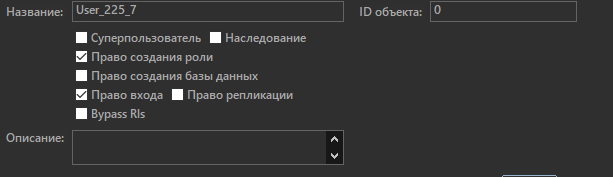 Название: User_225_7 ID объекта: 0
Суперпользователь Наследование
Право создания роли
Право создания базы данных
Право входа Право репликации
Bypass Rls
Описание: